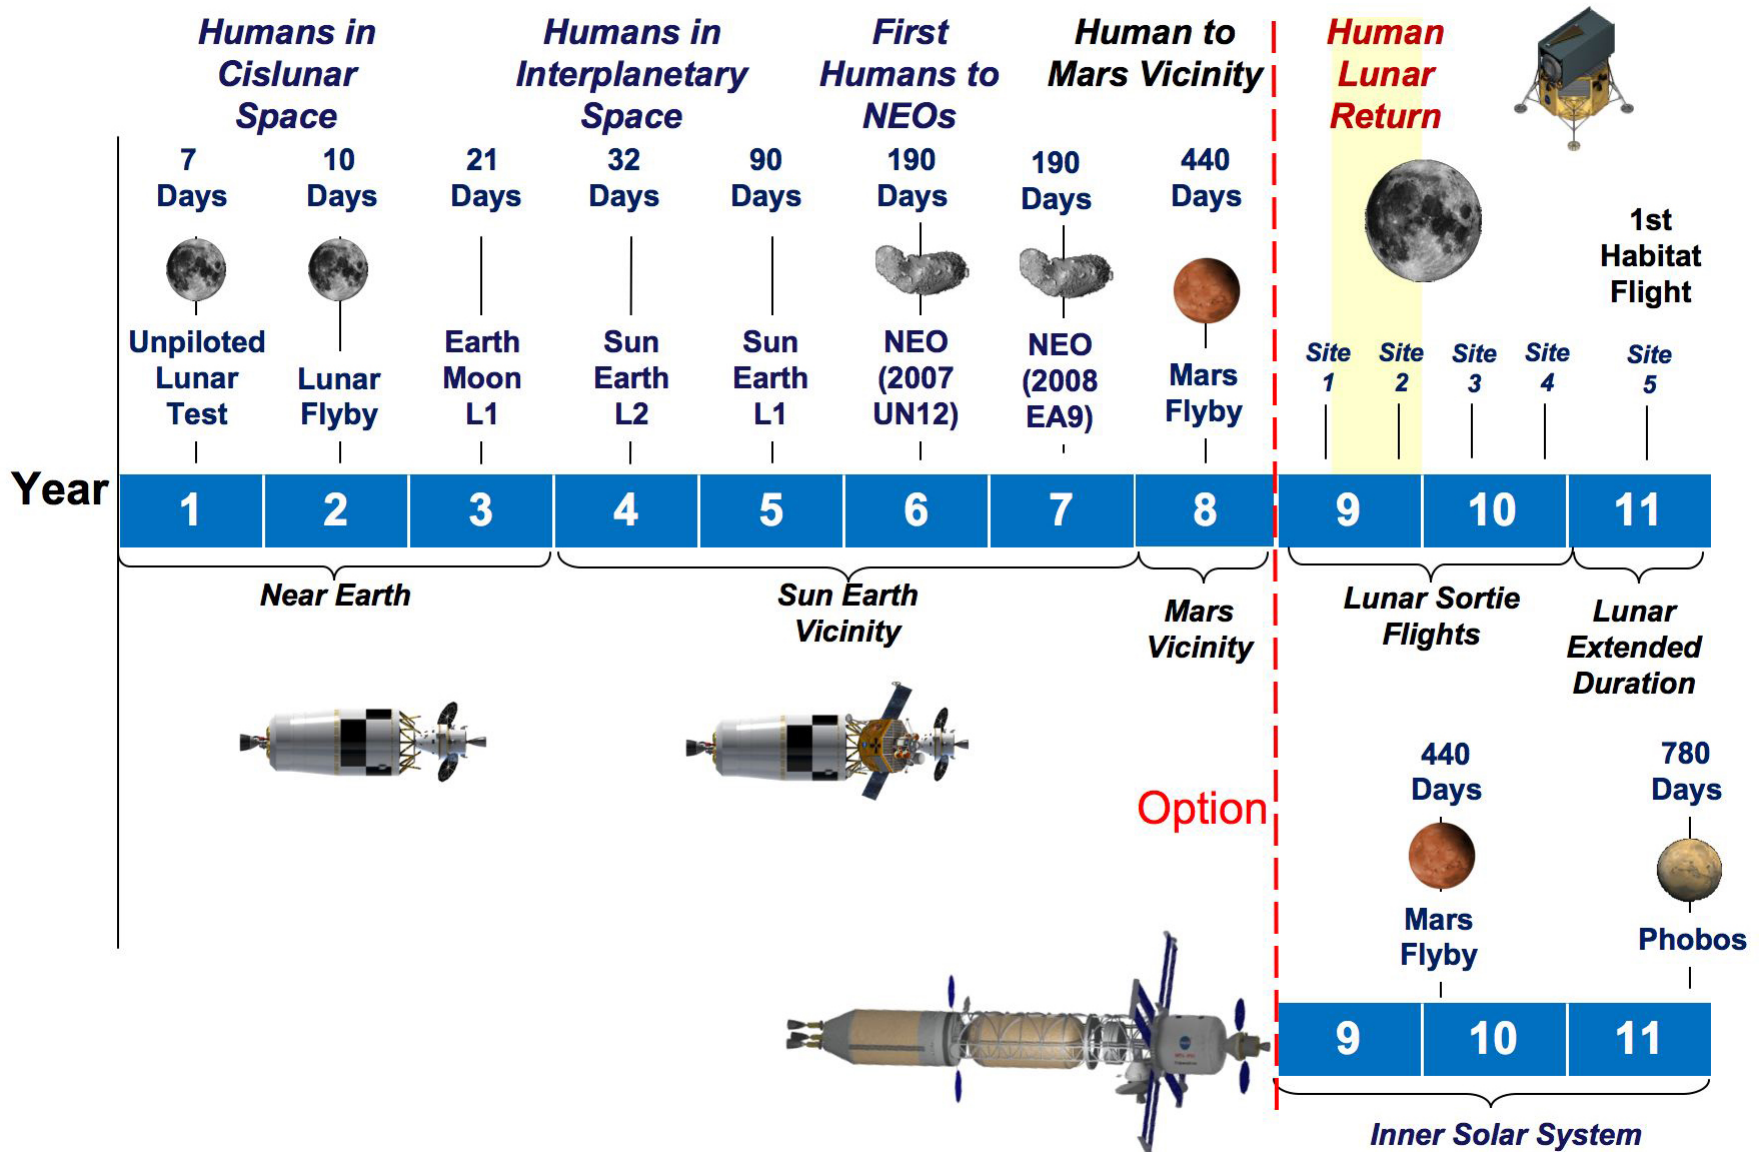 Humans in
Cislunar
Space
Humans in
Interplanetary
Space
First
Humans to
NEOs
Human to
Mars Vicinity
Human
Lunar
Return
7
Days
10
Days
21
Days
32
Days
90
Days
190
Days
190
Days
440
Days
1st
Habitat
Flight
Unpiloted
Lunar
Test
Lunar
Flyby
Earth
Moon
L1
Sun
Earth
L2
Sun
Earth
L1
NEO
(2007
UN12)
NEO
(2008
EA9)
Mars
Flyby
Site
1
Site
2
Site
3
Site
4
Site
5
Year
1 2 3 4 5 6 7 8 9 10 11
Near Earth
Sun Earth
Vicinity
Mars
Vicinity
Lunar Sortie
Flights
Lunar
Extended
Duration
Option
440
Days
780
Days
Mars
Flyby
Phobos
9 10 11
Inner Solar System